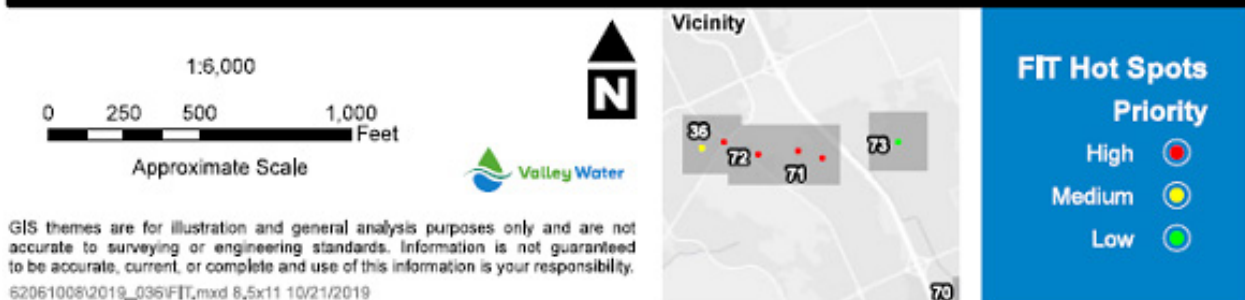 1:6,000
0 250 500 1,000
Feet
Approximate Scale
N
Valley Water
GIS themes are for illustration and general analysis purposes only and are not
accurate to surveying or engineering standards. Information is not guaranteed
to be accurate, current, or complete and use of this information is your responsibility.
62061008\2019_036\FIT.mxd 8.5x11 10/21/2019
Vicinity
36
72
71
73
70
FIT Hot Spots
Priority
High
Medium
Low